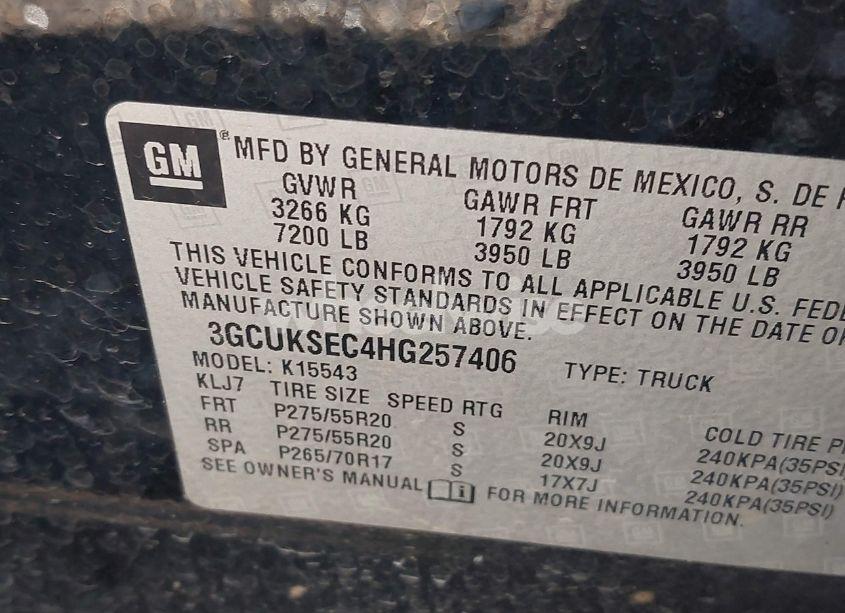 GM
MFD BY GENERAL MOTORS DE MEXICO, S. DE
GVWR GAWR FRT GAWR RR
3266 KG 1792 KG 1792 KG
7200 LB 3950 LB 3950 LB
THIS VEHICLE CONFORMS TO ALL APPLICABLE U.S. FEDE
VEHICLE SAFETY STANDARDS IN EFFECT ON THE DATE OF
MANUFACTURE SHOWN ABOVE.
3GCUKSEC4HG257406 TYPE: TRUCK
MODEL: K15543
KLJ7 TIRE SIZE SPEED RTG RIM COLD TIRE P
FRT P275/55R20 S 20X9J 240KPA(35PSI)
RR P275/55R20 S 20X9J 240KPA(35PSI)
SPA P265/70R17 S 17X7J 240KPA(35PSI)
SEE OWNER'S MANUAL FOR MORE INFORMATION.